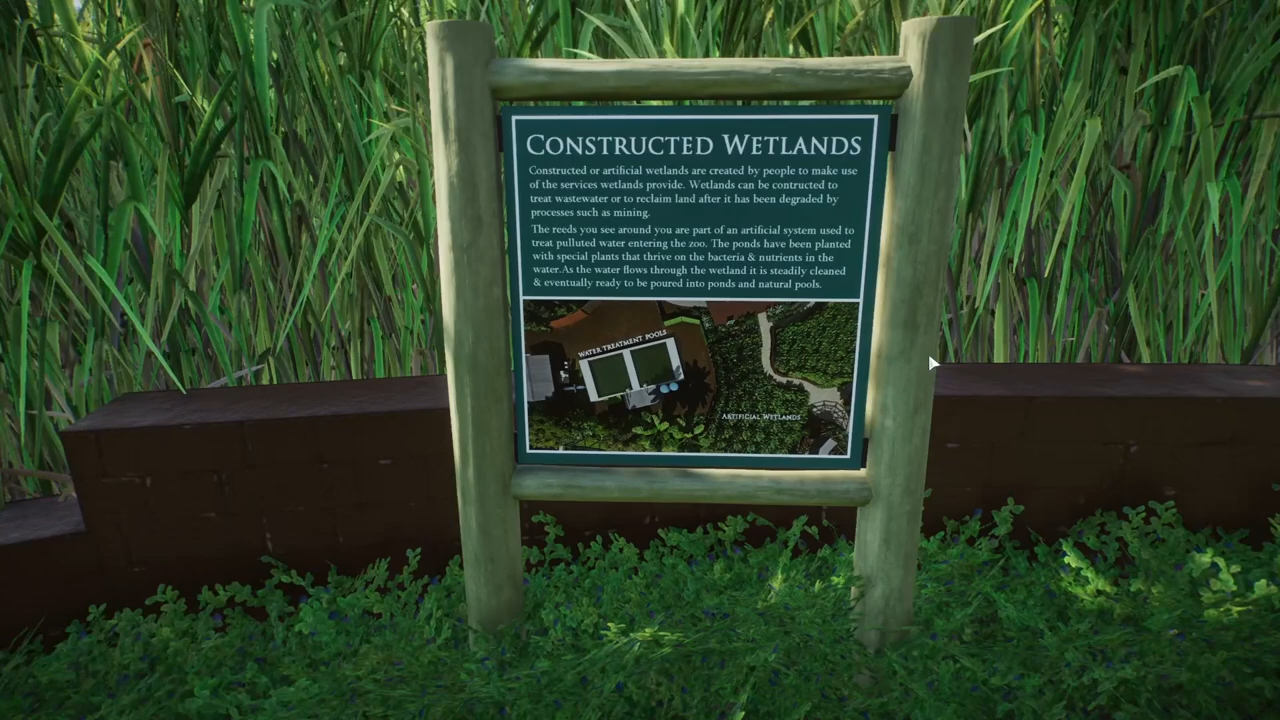 CONSTRUCTED WETLANDS
Constructed or artificial wetlands are created by people to make use
of the services wetlands provide. Wetlands can be contructed to
treat wastewater or to reclaim land after it has been degraded by
processes such as mining.
The reeds you see around you are part of an artificial system used to
treat pulluted water entering the zoo. The ponds have been planted
with special plants that thrive on the bacteria & nutrients in the
water. As the water flows through the wetland it is steadily cleaned
& eventually ready to be poured into ponds and natural pools.
WATER TREATMENT POOLS
ARTIFICIAL WETLANDS